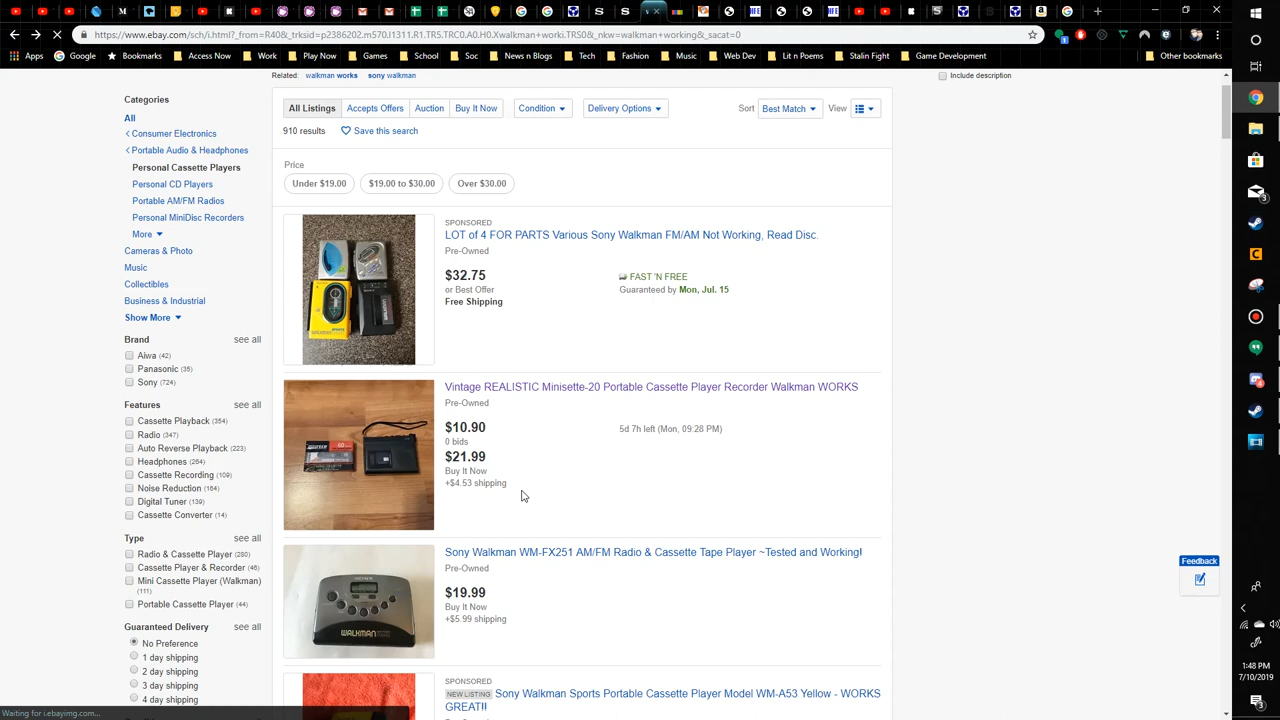 https://www.ebay.com/sch/i.html?_from=R40&_trksid=p2386202.m570.l1311.R1.TR5.TRC0.A0.H0.Xwalkman+worki.TRS0&_nkw=walkman+working&_sacat=0
Apps Google Bookmarks Access Now Work Play Now Games School Soc News Tech Fashion Music Web Dev Lit n Poems Stalin Fight Game Development Other bookmarks
Related: walkman works sony walkman Include description
Categories
All
Consumer Electronics
Portable Audio & Headphones
Personal Cassette Players
Personal CD Players
Portable AM/FM Radios
Personal MiniDisc Recorders
More
Cameras & Photo
Music
Collectibles
Business & Industrial
Show More
Brand see all
Aiwa (42)
Panasonic (35)
Sony (724)
Features see all
Cassette Playback (354)
Radio (347)
Auto Reverse Playback (223)
Headphones (264)
Cassette Recording (109)
Noise Reduction (164)
Digital Tuner (139)
Cassette Converter (14)
Type see all
Radio & Cassette Player (280)
Cassette Player & Recorder (46)
Mini Cassette Player (Walkman)
(111)
Portable Cassette Player (44)
Guaranteed Delivery see all
No Preference
1 day shipping
2 day shipping
3 day shipping
4 day shipping
Waiting for i.ebayimg.com...
All Listings Accepts Offers Auction Buy It Now Condition Delivery Options Sort Best Match View
910 results Save this search
Price
Under $19.00 $19.00 to $30.00 Over $30.00
SPONSORED
LOT of 4 FOR PARTS Various Sony Walkman FM/AM Not Working, Read Disc.
Pre-Owned
$32.75
or Best Offer
Free Shipping
FAST 'N FREE
Guaranteed by Mon, Jul. 15
Vintage REALISTIC Minisette-20 Portable Cassette Player Recorder Walkman WORKS
Pre-Owned
$10.90
0 bids
$21.99
Buy It Now
+$4.53 shipping
5d 7h left (Mon, 09:28 PM)
Sony Walkman WM-FX251 AM/FM Radio & Cassette Tape Player ~Tested and Working!
Pre-Owned
$19.99
Buy It Now
+$5.99 shipping
SONY
WALKMAN
SPONSORED
NEW LISTING Sony Walkman Sports Portable Cassette Player Model WM-A53 Yellow - WORKS
GREAT!!
Feedback
1:48 PM
7/10/2019